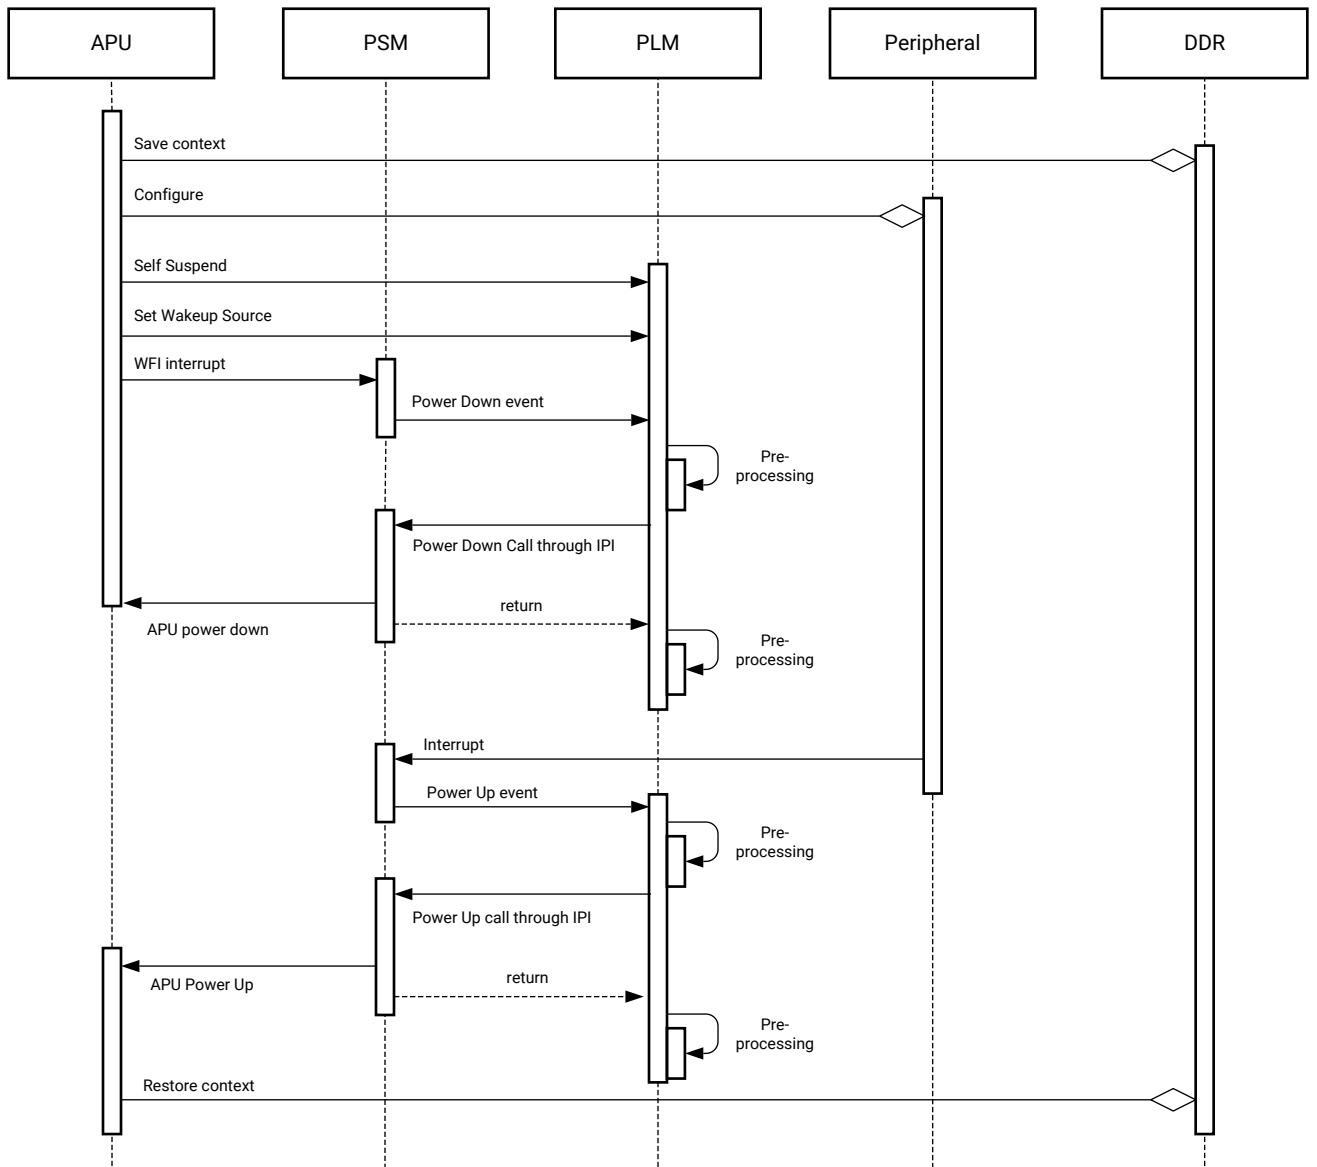 APU
PSM
PLM
Peripheral
DDR
Save context
Configure
Self Suspend
Set Wakeup Source
WFI interrupt
Power Down event
Pre-
processing
Power Down Call through IPI
return
APU power down
Pre-
processing
Interrupt
Power Up event
Pre-
processing
Power Up call through IPI
return
APU Power Up
Pre-
processing
Restore context